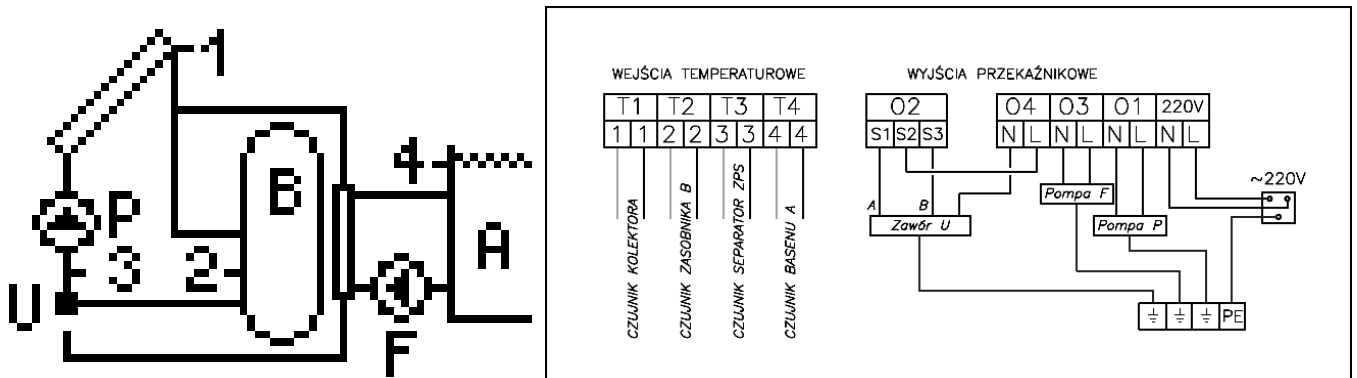 1
P
B
4
3
2
A
U
F
WEJŚCIA TEMPERATUROWE
T1 T2 T3 T4
1 1 2 2 3 3 4 4
CZUJNIK KOLEKTORA
CZUJNIK ZASOBNIKA B
CZUJNIK SEPARATOR ZPS
CZUJNIK BASENU A
WYJŚCIA PRZEKAŹNIKOWE
O2 O4 O3 O1 220V
S1 S2 S3 N L N L N L N L
~220V
Pompa F
A B
Zawór U
Pompa P
PE